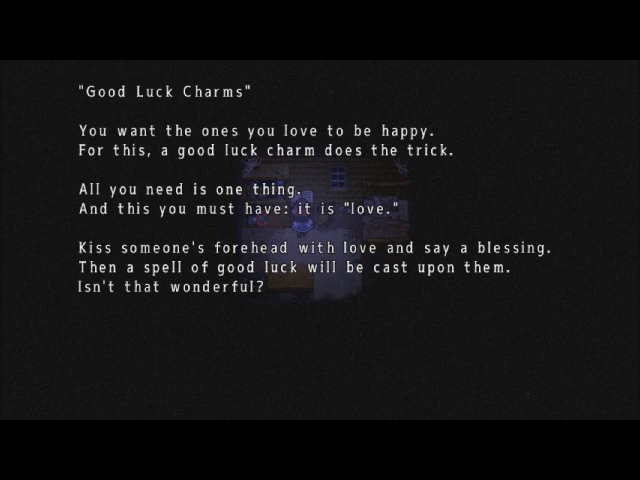 "Good Luck Charms"
You want the ones you love to be happy.
For this, a good luck charm does the trick.
All you need is one thing.
And this you must have: it is "love."
Kiss someone's forehead with love and say a blessing.
Then a spell of good luck will be cast upon them.
Isn't that wonderful?